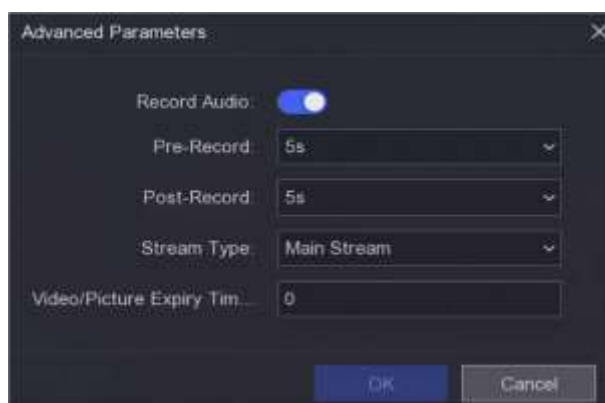 Advanced Parameters
Record Audio:
Pre-Record: 5s
Post-Record: 5s
Stream Type: Main Stream
Video/Picture Expiry Tim... 0
OK Cancel